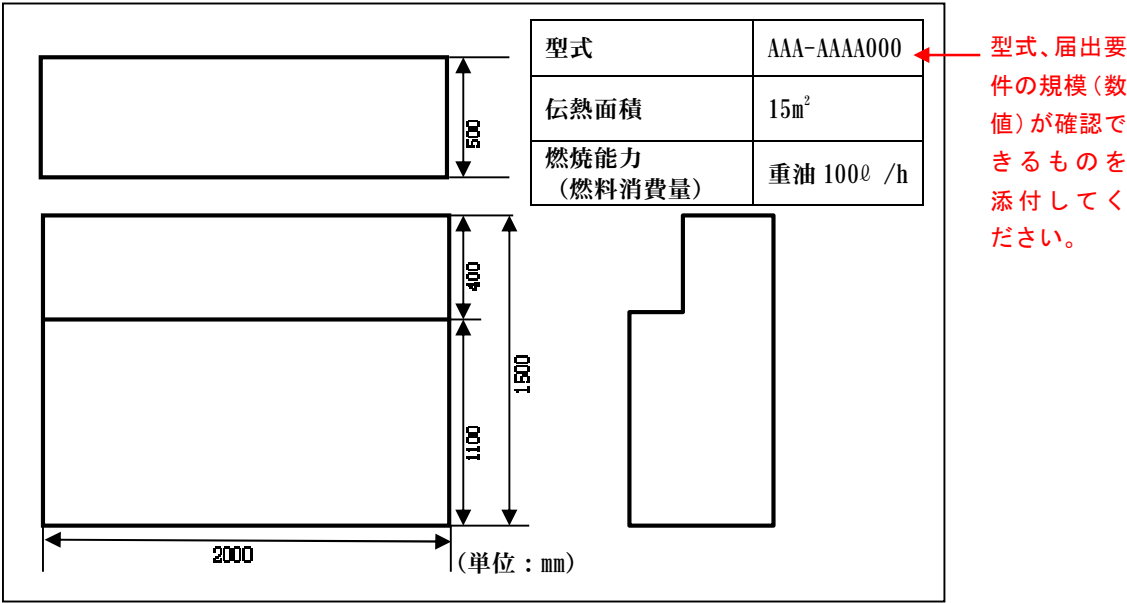 型式 AAA-AAAA000
伝熱面積 15m²
燃焼能力
（燃料消費量） 重油 100ℓ /h
型式、届出要
件の規模（数
値）が確認で
きるものを
添付してく
ださい。
500
400
1500
1100
2000
(単位：mm)